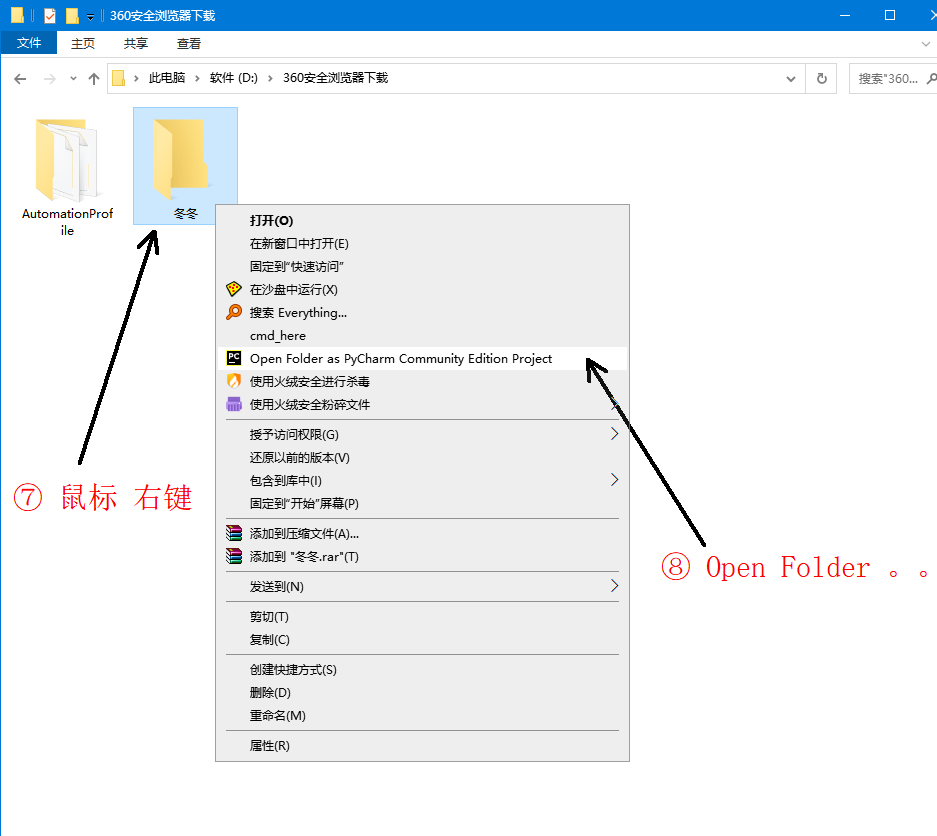 360安全浏览器下载
文件 主页 共享 查看
此电脑 › 软件 (D:) › 360安全浏览器下载
搜索"360...
AutomationProf
ile
冬冬
打开(O)
在新窗口中打开(E)
固定到"快速访问"
在沙盘中运行(X)
搜索 Everything...
cmd_here
PC Open Folder as PyCharm Community Edition Project
使用火绒安全进行杀毒
使用火绒安全粉碎文件
授予访问权限(G)
还原以前的版本(V)
包含到库中(I)
固定到"开始"屏幕(P)
添加到压缩文件(A)...
添加到 "冬冬.rar"(T)
发送到(N)
剪切(T)
复制(C)
创建快捷方式(S)
删除(D)
重命名(M)
属性(R)
⑦ 鼠标 右键
⑧ Open Folder 。。